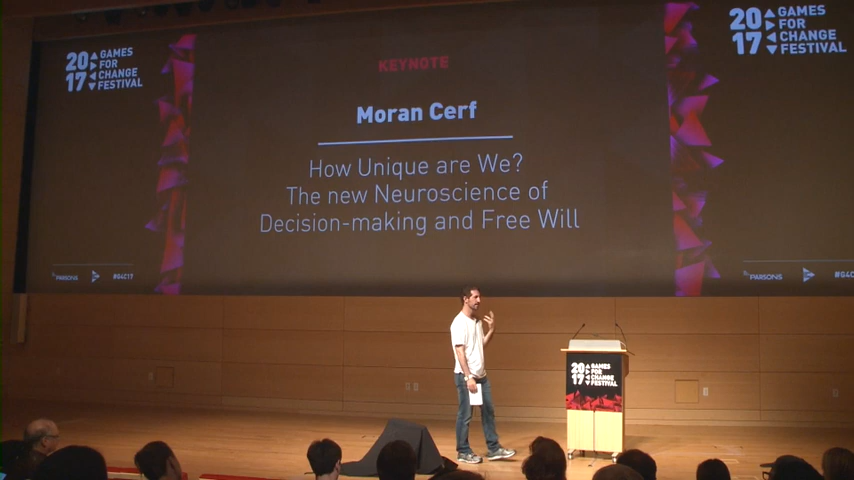 20 GAMES
FOR
17 CHANGE
FESTIVAL
KEYNOTE
Moran Cerf
How Unique are We?
The new Neuroscience of
Decision-making and Free Will
PARSONS
#G4C17
20 GAMES
FOR
17 CHANGE
FESTIVAL
PARSONS
#G4C
20 GAMES
FOR
17 CHANGE
FESTIVAL